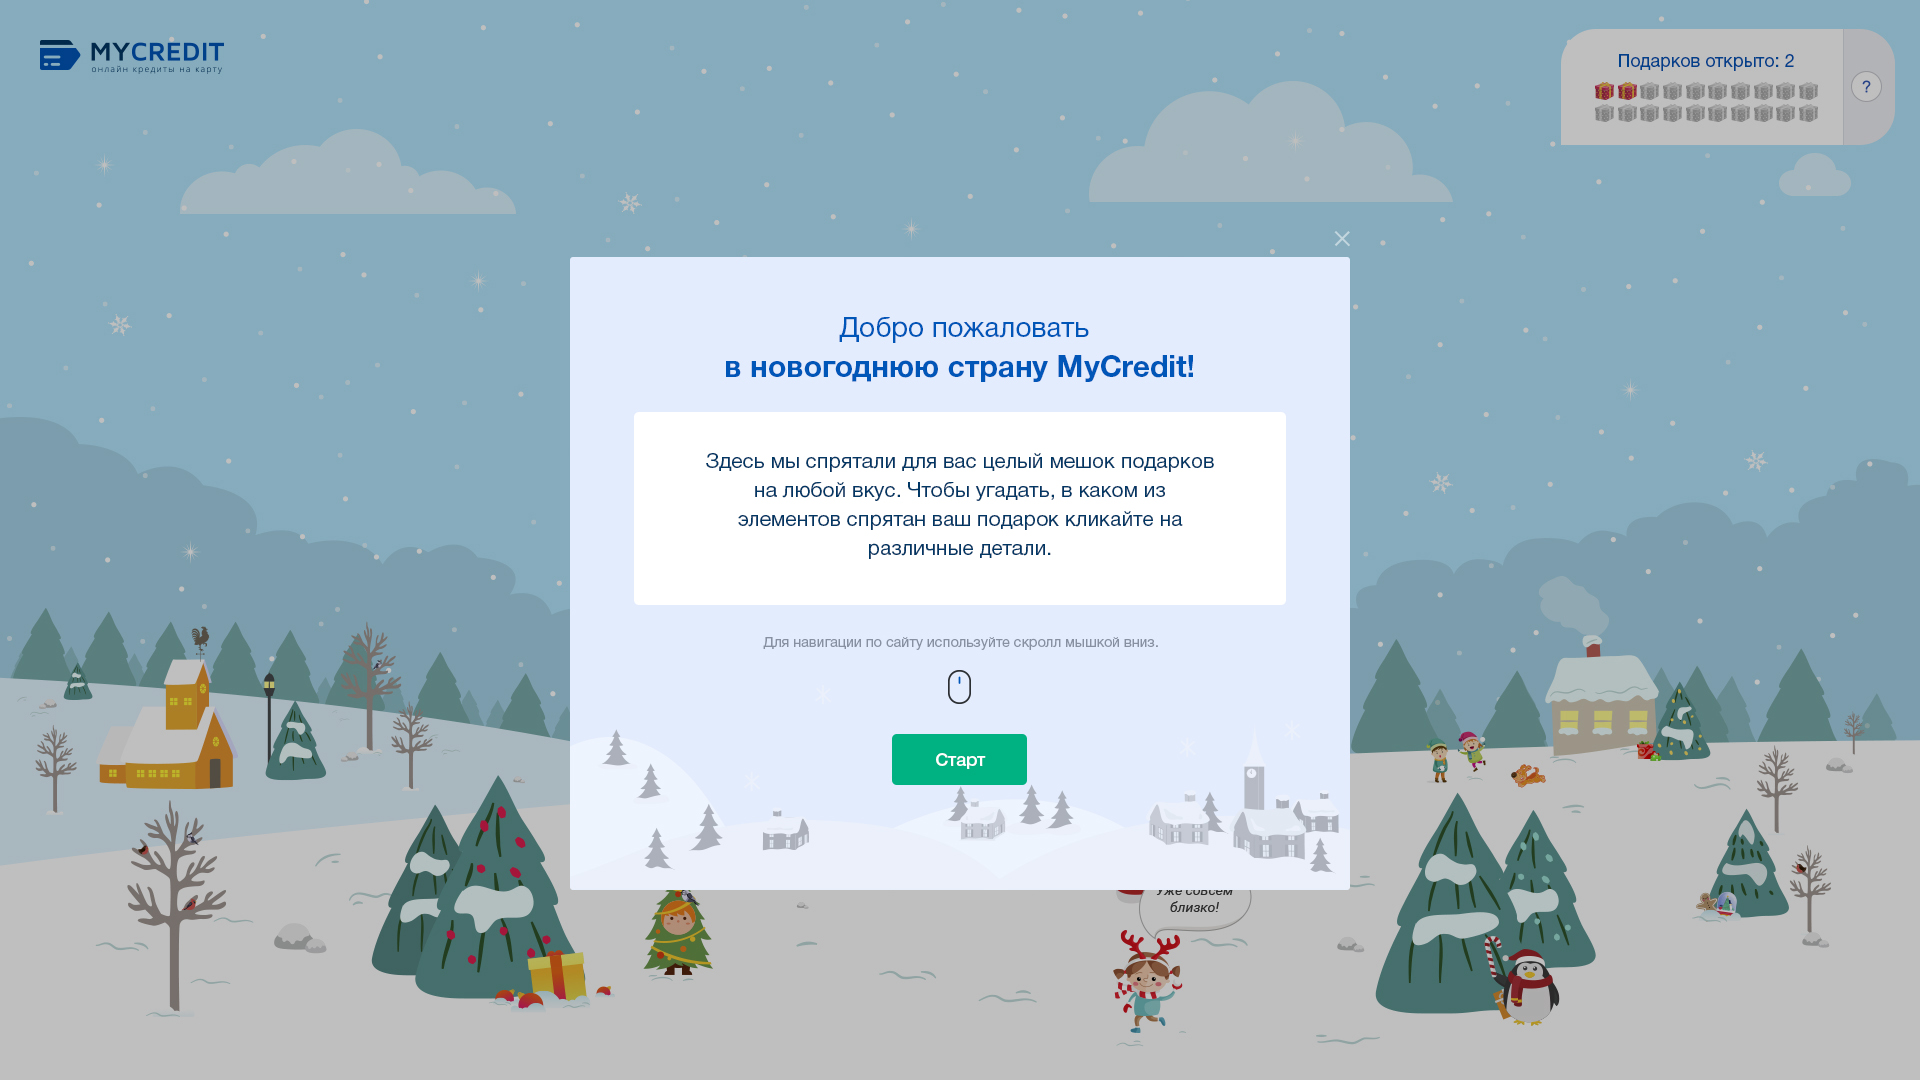 MYCREDIT
онлайн кредиты на карту
Подарков открыто: 2
?
Добро пожаловать
в новогоднюю страну MyCredit!
Здесь мы спрятали для вас целый мешок подарков
на любой вкус. Чтобы угадать, в каком из
элементов спрятан ваш подарок кликайте на
различные детали.
Для навигации по сайту используйте скролл мышкой вниз.
Старт
Уже совсем
близко!